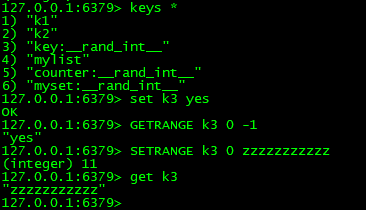 127.0.0.1:6379> keys *
1) "k1"
2) "k2"
3) "key:__rand_int__"
4) "mylist"
5) "counter:__rand_int__"
6) "myset:__rand_int__"
127.0.0.1:6379> set k3 yes
OK
127.0.0.1:6379> GETRANGE k3 0 -1
"yes"
127.0.0.1:6379> SETRANGE k3 0 zzzzzzzzzzz
(integer) 11
127.0.0.1:6379> get k3
"zzzzzzzzzzz"
127.0.0.1:6379>